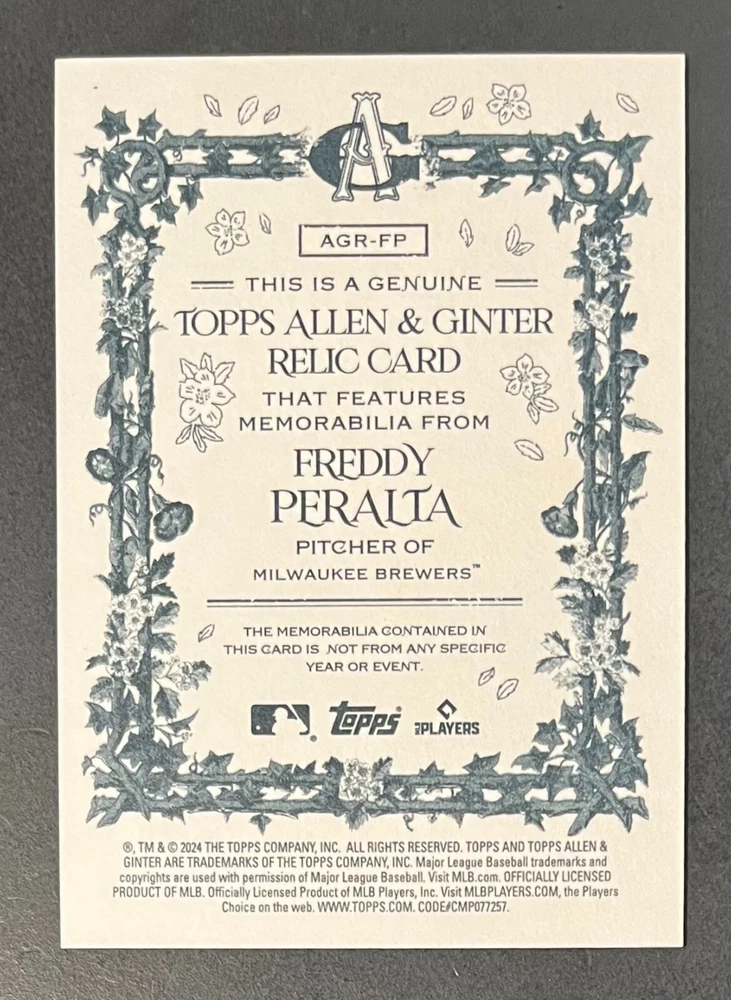 AG
AGR-FP
THIS IS A GENUINE
TOPPS ALLEN & GINTER
RELIC CARD
THAT FEATURES
MEMORABILIA FROM
FREDDY
PERALTA
PITCHER OF
MILWAUKEE BREWERS™
THE MEMORABILIA CONTAINED IN
THIS CARD IS NOT FROM ANY SPECIFIC
YEAR OR EVENT.
® topps® MLB PLAYERS
®, TM & © 2024 THE TOPPS COMPANY, INC. ALL RIGHTS RESERVED. TOPPS AND TOPPS ALLEN &
GINTER ARE TRADEMARKS OF THE TOPPS COMPANY, INC. Major League Baseball trademarks and
copyrights are used with permission of Major League Baseball. Visit MLB.com. OFFICIALLY LICENSED
PRODUCT OF MLB. Officially Licensed Product of MLB Players, Inc. Visit MLBPLAYERS.COM, the Players
Choice on the web. WWW.TOPPS.COM. CODE#CMP077257.